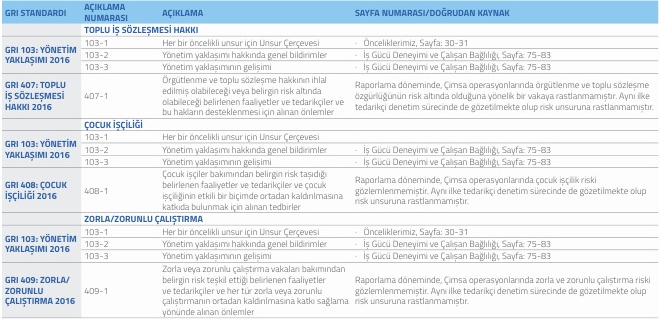 GRI STANDARDI
AÇIKLAMA
NUMARASI
AÇIKLAMA
SAYFA NUMARASI/DOĞRUDAN KAYNAK
TOPLU İŞ SÖZLEŞMESİ HAKKI
GRI 103: YÖNETİM
YAKLAŞIMI 2016
103-1 Her bir öncelikli unsur için Unsur Çerçevesi · Önceliklerimiz, Sayfa: 30-31
103-2 Yönetim yaklaşımı hakkında genel bildirimler · İş Gücü Deneyimi ve Çalışan Bağlılığı, Sayfa: 75-83
103-3 Yönetim yaklaşımının gelişimi · İş Gücü Deneyimi ve Çalışan Bağlılığı, Sayfa: 75-83
GRI 407: TOPLU
İŞ SÖZLEŞMESİ
HAKKI 2016
407-1
Örgütlenme ve toplu sözleşme hakkının ihlal
edilmiş olabileceği veya belirgin risk altında
olabileceği belirlenen faaliyetler ve tedarikçiler ve
bu hakların desteklenmesi için alınan önlemler
Raporlama döneminde, Çimsa operasyonlarında örgütlenme ve toplu sözleşme
özgürlüğünün risk altında olduğuna yönelik bir vakaya rastlanmamıştır. Aynı ilke
tedarikçi denetim sürecinde de gözetilmekte olup risk unsuruna rastlanmamıştır.
ÇOCUK İŞÇİLİĞİ
GRI 103: YÖNETİM
YAKLAŞIMI 2016
103-1 Her bir öncelikli unsur için Unsur Çerçevesi
103-2 Yönetim yaklaşımı hakkında genel bildirimler · İş Gücü Deneyimi ve Çalışan Bağlılığı, Sayfa: 75-83
103-3 Yönetim yaklaşımının gelişimi · İş Gücü Deneyimi ve Çalışan Bağlılığı, Sayfa: 75-83
GRI 408: ÇOCUK
İŞÇİLİĞİ 2016
408-1
Çocuk işçiler bakımından belirgin risk taşıdığı
belirlenen faaliyetler ve tedarikçiler ve çocuk
işçiliğinin etkili bir biçimde ortadan kaldırılmasına
katkıda bulunmak için alınan tedbirler
Raporlama döneminde, Çimsa operasyonlarında çocuk işçilik riski
gözlemlenmemiştir. Aynı ilke tedarikçi denetim sürecinde de gözetilmekte olup
risk unsuruna rastlanmamıştır.
ZORLA/ZORUNLU ÇALIŞTIRMA
GRI 103: YÖNETİM
YAKLAŞIMI 2016
103-1 Her bir öncelikli unsur için Unsur Çerçevesi · Önceliklerimiz, Sayfa: 30-31
103-2 Yönetim yaklaşımı hakkında genel bildirimler · İş Gücü Deneyimi ve Çalışan Bağlılığı, Sayfa: 75-83
103-3 Yönetim yaklaşımının gelişimi · İş Gücü Deneyimi ve Çalışan Bağlılığı, Sayfa: 75-83
GRI 409: ZORLA/
ZORUNLU
ÇALIŞTIRMA 2016
409-1
Zorla veya zorunlu çalıştırma vakaları bakımından
belirgin risk teşkil ettiği belirlenen faaliyetler
ve tedarikçiler ve her tür zorla veya zorunlu
çalıştırmanın ortadan kaldırılmasına katkı sağlama
yönünde alınan önlemler
Raporlama döneminde, Çimsa operasyonlarında zorla ve zorunlu çalıştırma riski
gözlemlenmemiştir. Aynı ilke tedarikçi denetim sürecinde de gözetilmekte olup
risk unsuruna rastlanmamıştır.